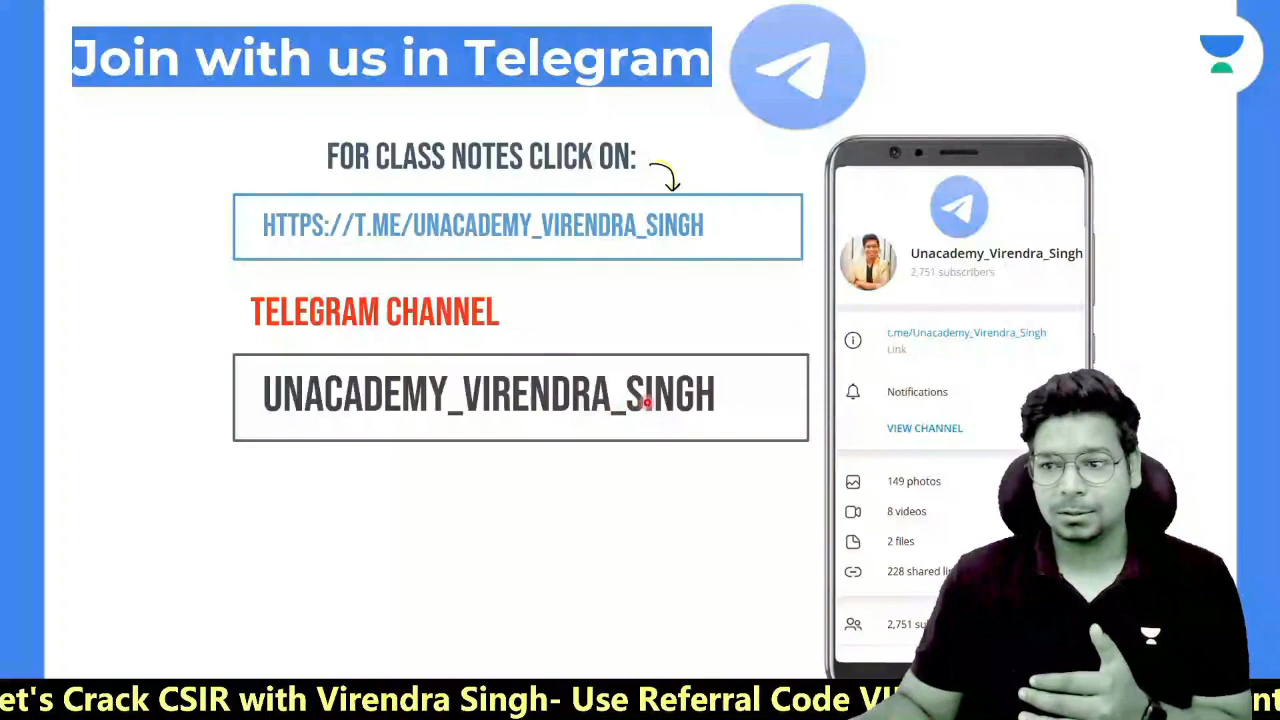 Join with us in Telegram
FOR CLASS NOTES CLICK ON:
HTTPS://T.ME/UNACADEMY_VIRENDRA_SINGH
TELEGRAM CHANNEL
UNACADEMY_VIRENDRA_SINGH
Unacademy_Virendra_Singh
2,751 subscribers
t.me/Unacademy_Virendra_Singh
Link
Notifications
VIEW CHANNEL
149 photos
8 videos
2 files
228 shared
2,751
Crack CSIR with Virendra Singh- Use Referral Code